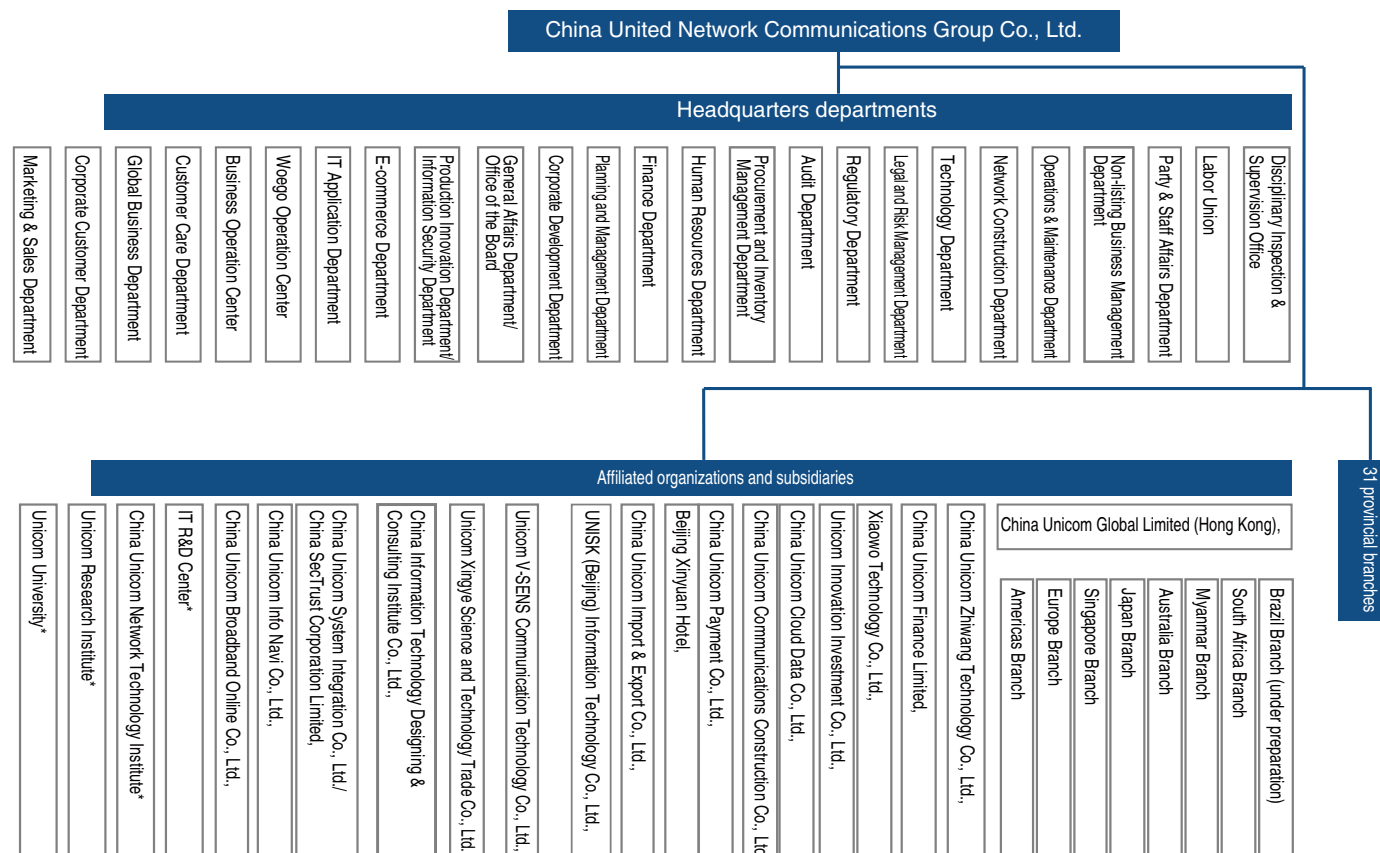 China United Network Communications Group Co., Ltd.
Headquarters departments
Marketing & Sales Department
Corporate Customer Department
Global Business Department
Customer Care Department
Business Operation Center
Woego Operation Center
IT Application Department
E-commerce Department
Production Innovation Department/
Information Security Department
General Affairs Department/
Office of the Board
Corporate Development Department
Planning and Management Department
Finance Department
Human Resources Department
Procurement and Inventory
Management Department
Audit Department
Regulatory Department
Legal and Risk Management Department
Technology Department
Network Construction Department
Operations & Maintenance Department
Non-listing Business Management
Department
Party & Staff Affairs Department
Labor Union
Disciplinary Inspection &
Supervision Office
Affiliated organizations and subsidiaries
31 provincial branches
Unicom University*
Unicom Research Institute*
China Unicom Network Technology Institute*
IT R&D Center*
China Unicom Broadband Online Co., Ltd.,
China Unicom Info Navi Co., Ltd.,
China Unicom System Integration Co., Ltd./
China SecTrust Corporation Limited,
China Information Technology Designing &
Consulting Institute Co., Ltd.,
Unicom Xingye Science and Technology Trade Co., Ltd.
Unicom V-SENS Communication Technology Co., Ltd.,
UNISK (Beijing) Information Technology Co., Ltd.,
China Unicom Import & Export Co., Ltd.,
Beijing Xinyuan Hotel,
China Unicom Payment Co., Ltd.,
China Unicom Communications Construction Co., Ltd
China Unicom Cloud Data Co., Ltd.,
Unicom Innovation Investment Co., Ltd.,
Xiaowo Technology Co., Ltd.,
China Unicom Finance Limited,
China Unicom Zhiwang Technology Co., Ltd.,
China Unicom Global Limited (Hong Kong),
Americas Branch
Europe Branch
Singapore Branch
Japan Branch
Australia Branch
Myanmar Branch
South Africa Branch
Brazil Branch (under preparation)